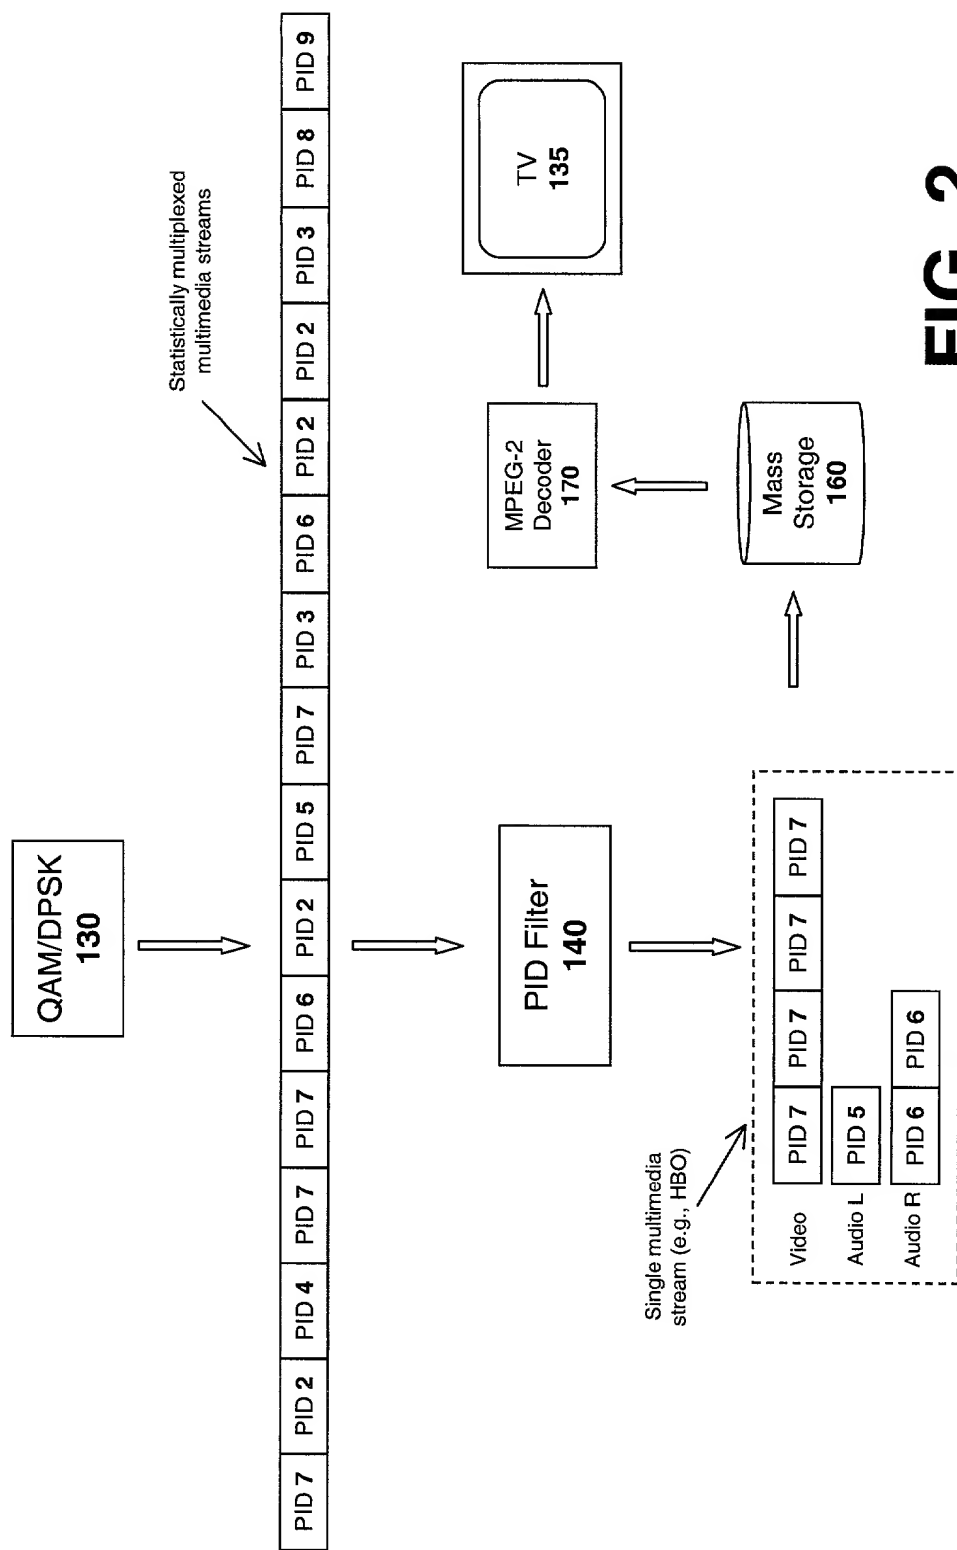 QAM/DPSK
130
Statistically multiplexed
multimedia streams
PID 7 PID 2 PID 4 PID 7 PID 7 PID 6 PID 2 PID 5 PID 7 PID 3 PID 6 PID 2 PID 2 PID 3 PID 8 PID 9
PID Filter
140
MPEG-2
Decoder
170
TV
135
Single multimedia
stream (e.g., HBO)
Video PID 7 PID 7 PID 7 PID 7
Audio L PID 5
Audio R PID 6 PID 6
Mass
Storage
160
FIG 2